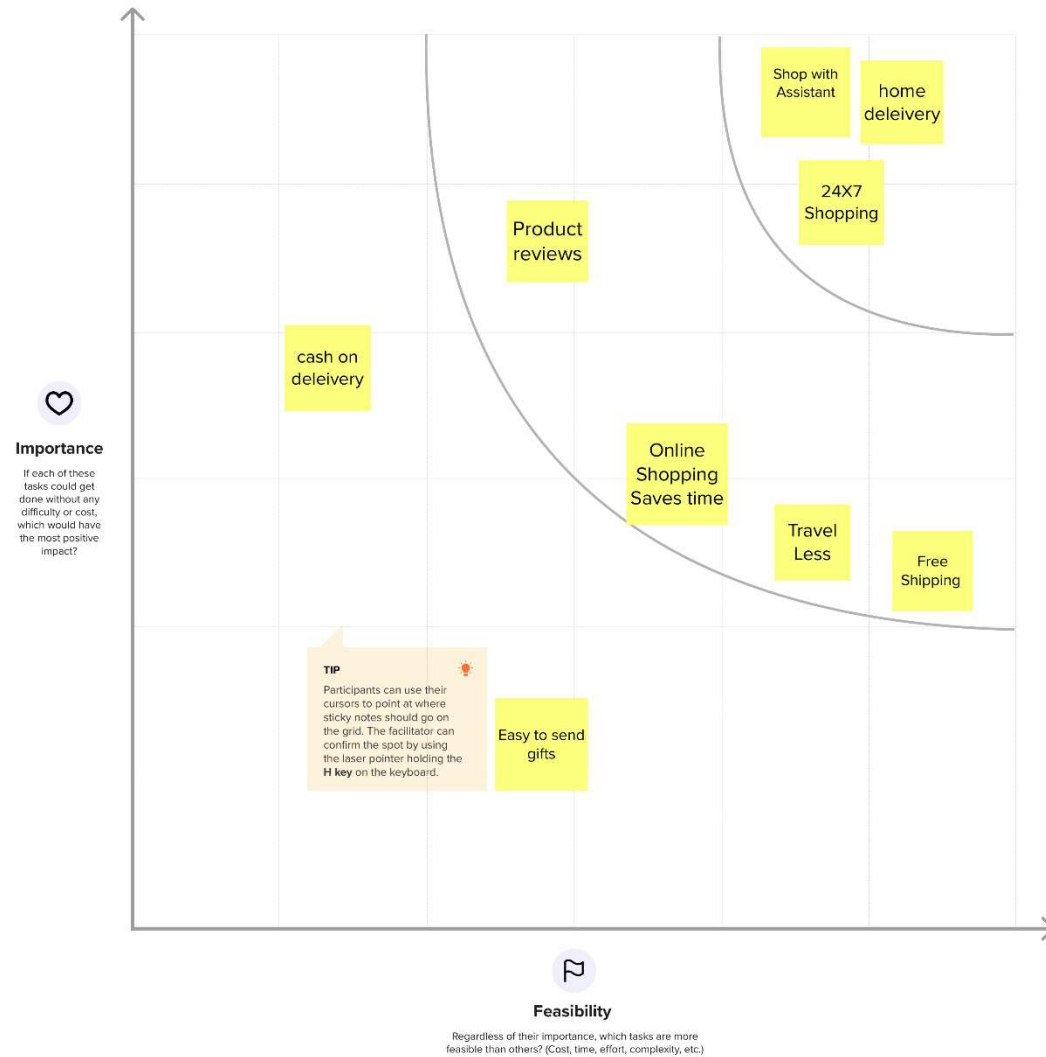 Shop with
Assistant
home
deleivery
24X7
Shopping
Product
reviews
cash on
deleivery
Importance
If each of these
tasks could get
done without any
difficulty or cost,
which would have
the most positive
impact?
Online
Shopping
Saves time
Travel
Less
Free
Shipping
TIP
Participants can use their
cursors to point at where
sticky notes should go on
the grid. The facilitator can
confirm the spot by using
the laser pointer holding the
H key on the keyboard.
Easy to send
gifts
Feasibility
Regardless of their importance, which tasks are more
feasible than others? (Cost, time, effort, complexity, etc.)